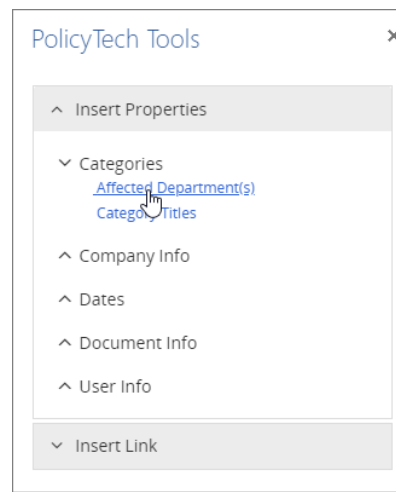 PolicyTech Tools
Insert Properties
Categories
Affected Department(s)
Category Titles
Company Info
Dates
Document Info
User Info
Insert Link